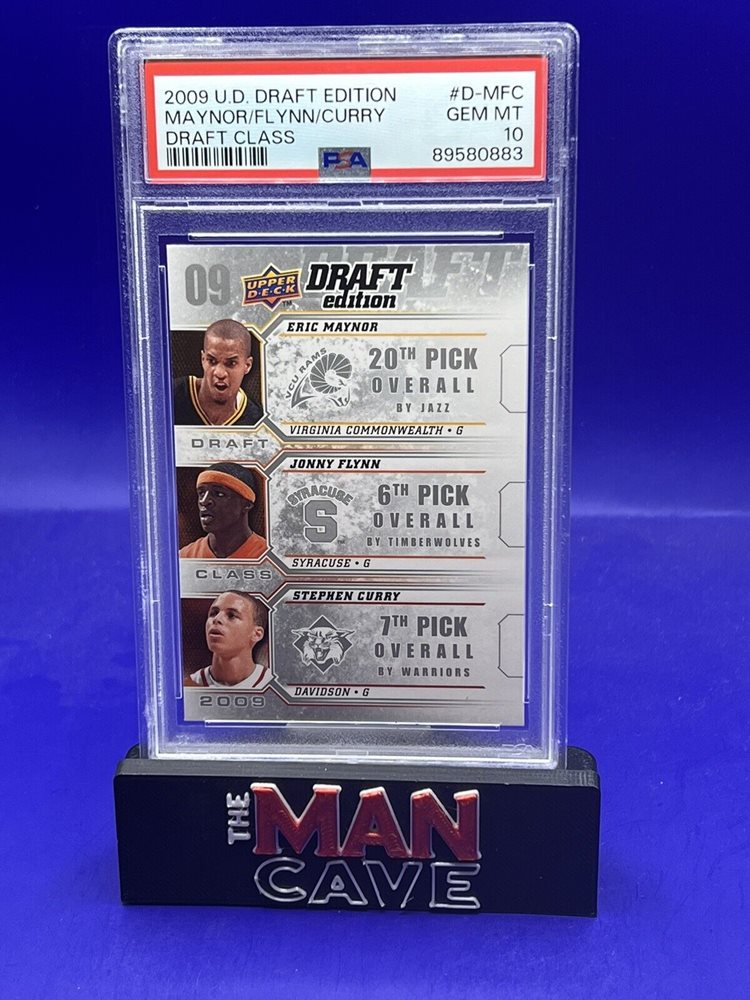 2009 U.D. DRAFT EDITION #D-MFC
MAYNOR/FLYNN/CURRY GEM MT
DRAFT CLASS 10
PSA 89580883
DRAFT
09 UPPER DECK™ DRAFT
edition
ERIC MAYNOR
VCU RAMS
20TH PICK
OVERALL
BY JAZZ
DRAFT
VIRGINIA COMMONWEALTH • G
JONNY FLYNN
SYRACUSE
S
6TH PICK
OVERALL
BY TIMBERWOLVES
CLASS
SYRACUSE • G
STEPHEN CURRY
7TH PICK
OVERALL
BY WARRIORS
2009
DAVIDSON • G
THE MAN
CAVE